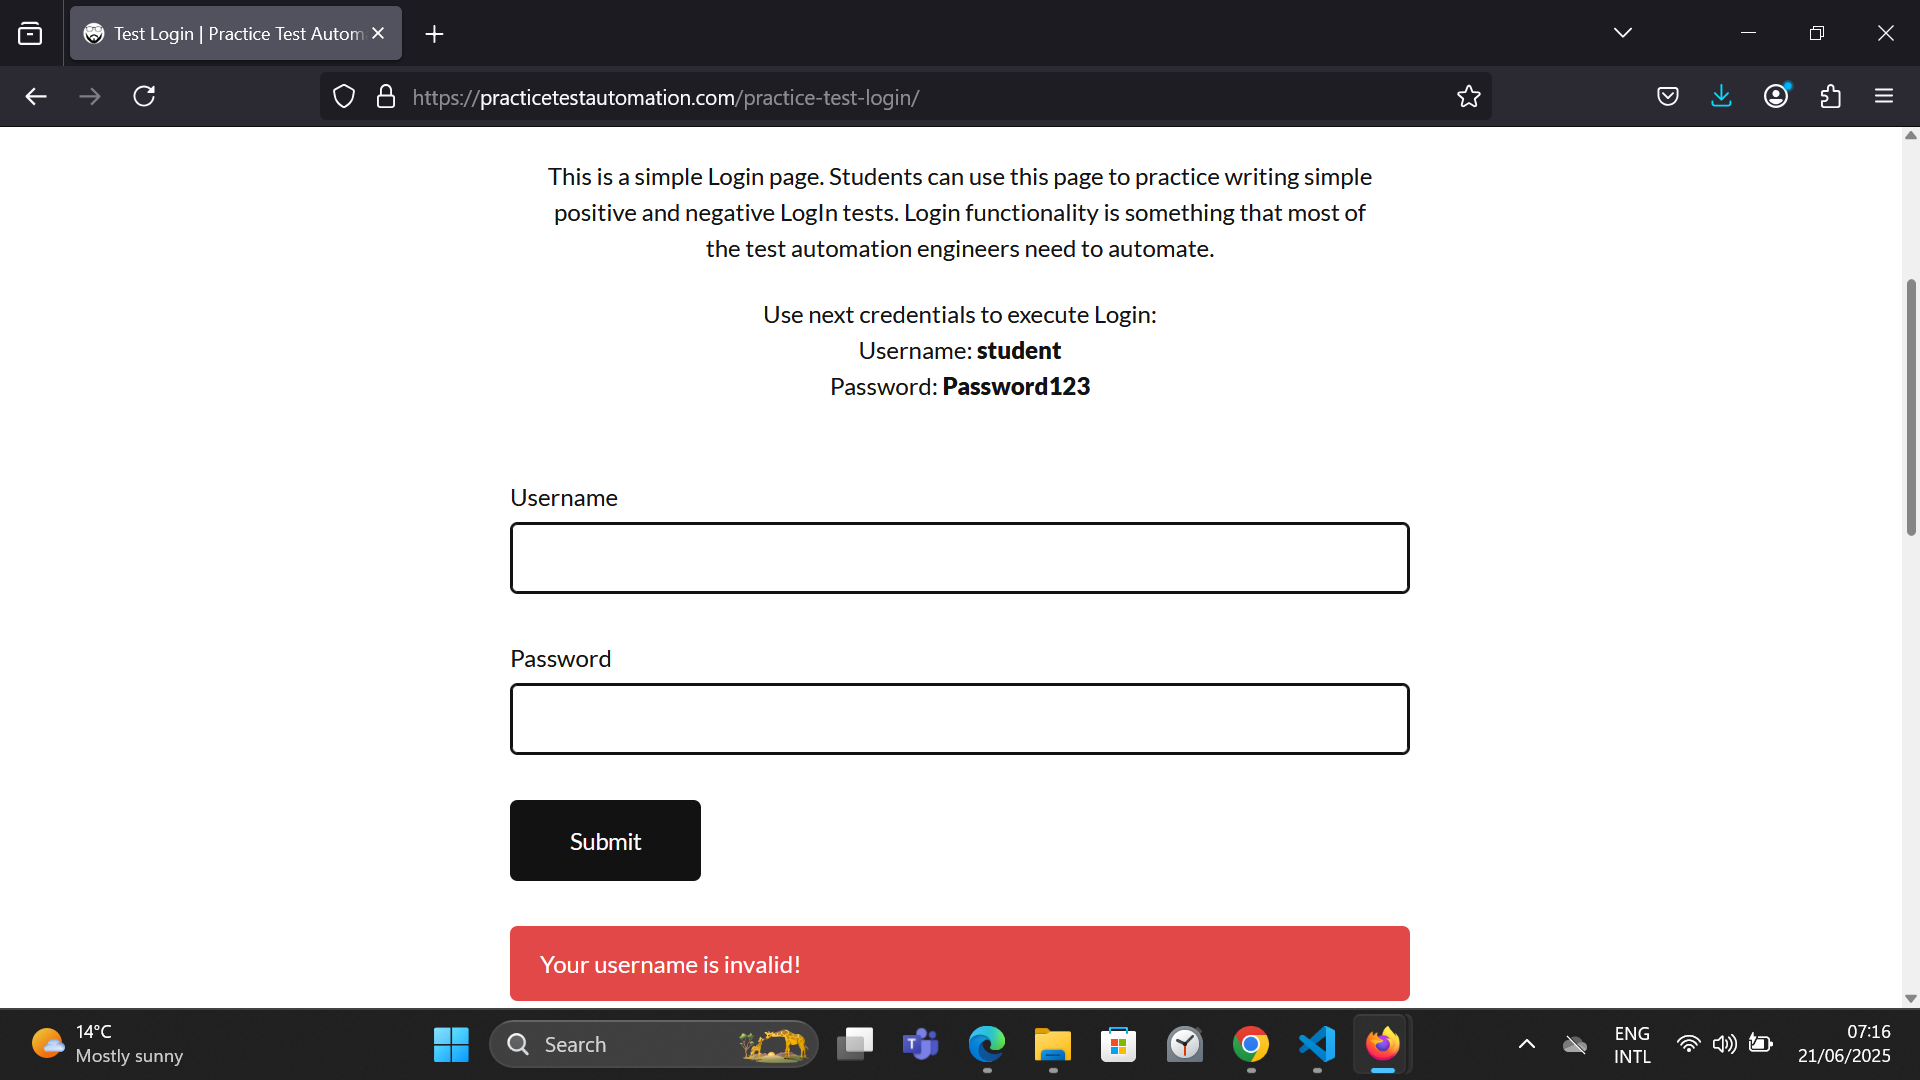 Test Login | Practice Test Autom
https://practicetestautomation.com/practice-test-login/
This is a simple Login page. Students can use this page to practice writing simple
positive and negative LogIn tests. Login functionality is something that most of
the test automation engineers need to automate.
Use next credentials to execute Login:
Username: student
Password: Password123
Username
Password
Submit
Your username is invalid!
14°C
Mostly sunny
Search
ENG
INTL
07:16
21/06/2025